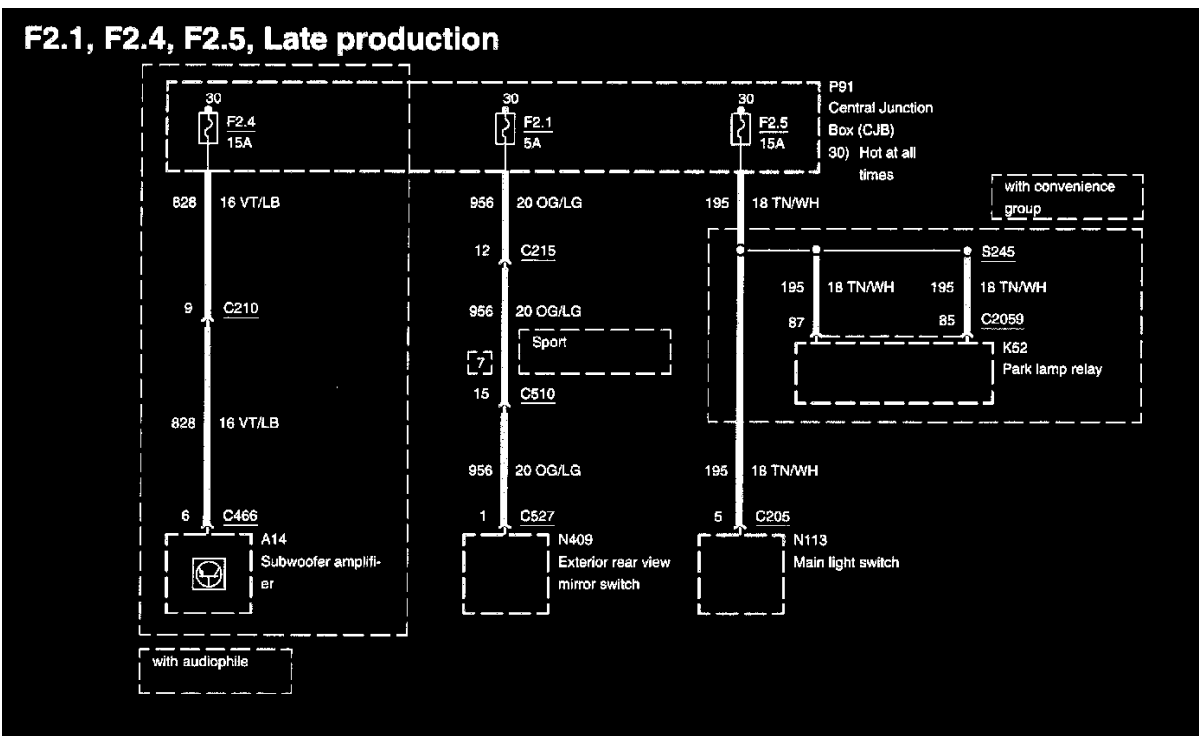 F2.1, F2.4, F2.5, Late production
30
F2.4
15A
30
F2.1
5A
30
F2.5
15A
P91
Central Junction
Box (CJB)
30) Hot at all
times
with convenience
group
828 16 VT/LB
956 20 OG/LG
195 18 TN/WH
12 C215
S245
195 18 TN/WH
195 18 TN/WH
9 C210
956 20 OG/LG
87
85 C2059
Sport
7
K52
Park lamp relay
15 C510
828 16 VT/LB
956 20 OG/LG
195 18 TN/WH
6 C466
1 C527
5 C205
A14
Subwoofer amplifi-
er
N409
Exterior rear view
mirror switch
N113
Main light switch
with audiophile